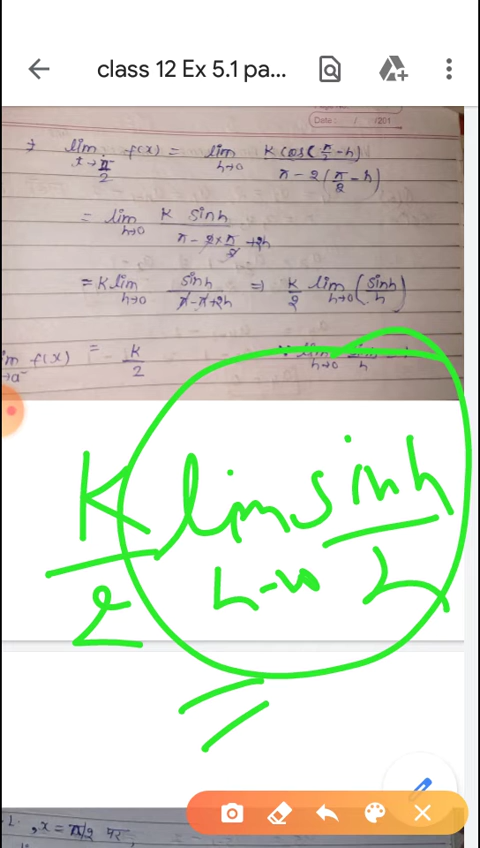 class 12 Ex 5.1 pa...
Date : / /201
→ lim x→π/2 f(x) = lim h→0 K cos(π/2-h) / π-2(π/2-h)
= lim h→0 K sinh / π-2×π/2+2h
= K lim h→0 sinh / π-π+2h ⇒ K/2 lim h→0 (sinh/h)
f(x) = K/2 ∵ lim h→0
K/2 lim h→0 sinh/h
, x = π/2 पर,